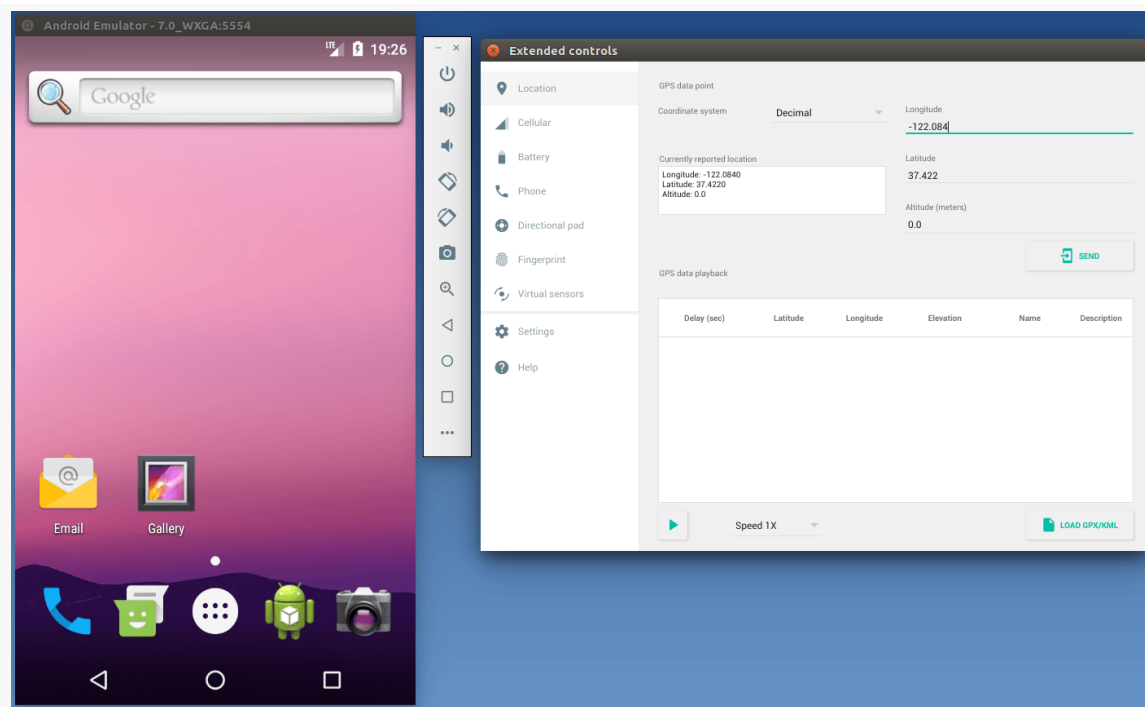 Android Emulator - 7.0_WXGA:5554
LTE 19:26
Google
@
Email
Gallery
Extended controls
Location
Cellular
Battery
Phone
Directional pad
Fingerprint
Virtual sensors
Settings
Help
GPS data point
Coordinate system Decimal
Longitude
-122.084
Currently reported location
Longitude: -122.0840
Latitude: 37.4220
Altitude: 0.0
Latitude
37.422
Altitude (meters)
0.0
SEND
GPS data playback
Delay (sec) Latitude Longitude Elevation Name Description
Speed 1X
LOAD GPX/KML